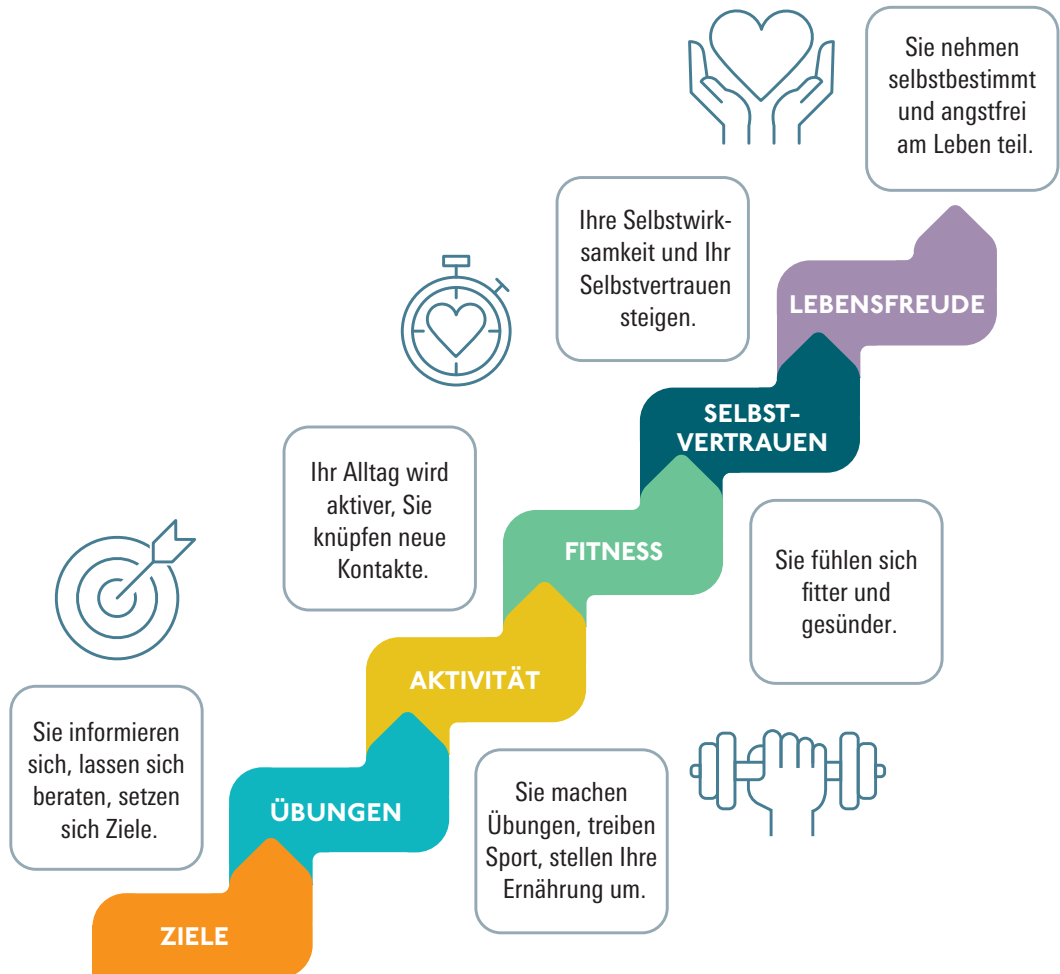 Sie nehmen
selbstbestimmt
und angstfrei
am Leben teil.
Ihre Selbstwirk-
samkeit und Ihr
Selbstvertrauen
steigen.
LEBENSFREUDE
SELBST-
VERTRAUEN
Ihr Alltag wird
aktiver, Sie
knüpfen neue
Kontakte.
FITNESS
Sie fühlen sich
fitter und
gesünder.
AKTIVITÄT
Sie informieren
sich, lassen sich
beraten, setzen
sich Ziele.
ÜBUNGEN
Sie machen
Übungen, treiben
Sport, stellen Ihre
Ernährung um.
ZIELE